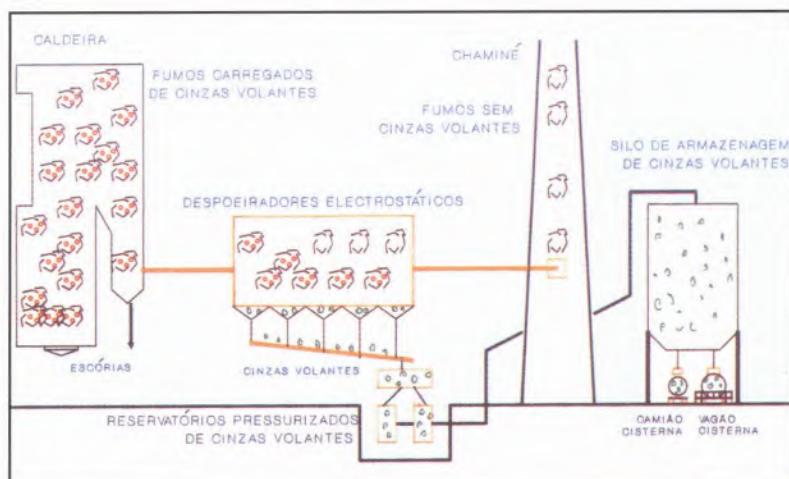 CALDEIRA
FUMOS CARREGADOS
DE CINZAS VOLANTES
CHAMINÉ
FUMOS SEM
CINZAS VOLANTES
SILO DE ARMAZENAGEM
DE CINZAS VOLANTES
DESPOEIRADORES ELECTROSTÁTICOS
ESCÓRIAS
CINZAS VOLANTES
RESERVATÓRIOS PRESSURIZADOS
DE CINZAS VOLANTES
CAMIÃO
CISTERNA
VAGÃO
CISTERNA